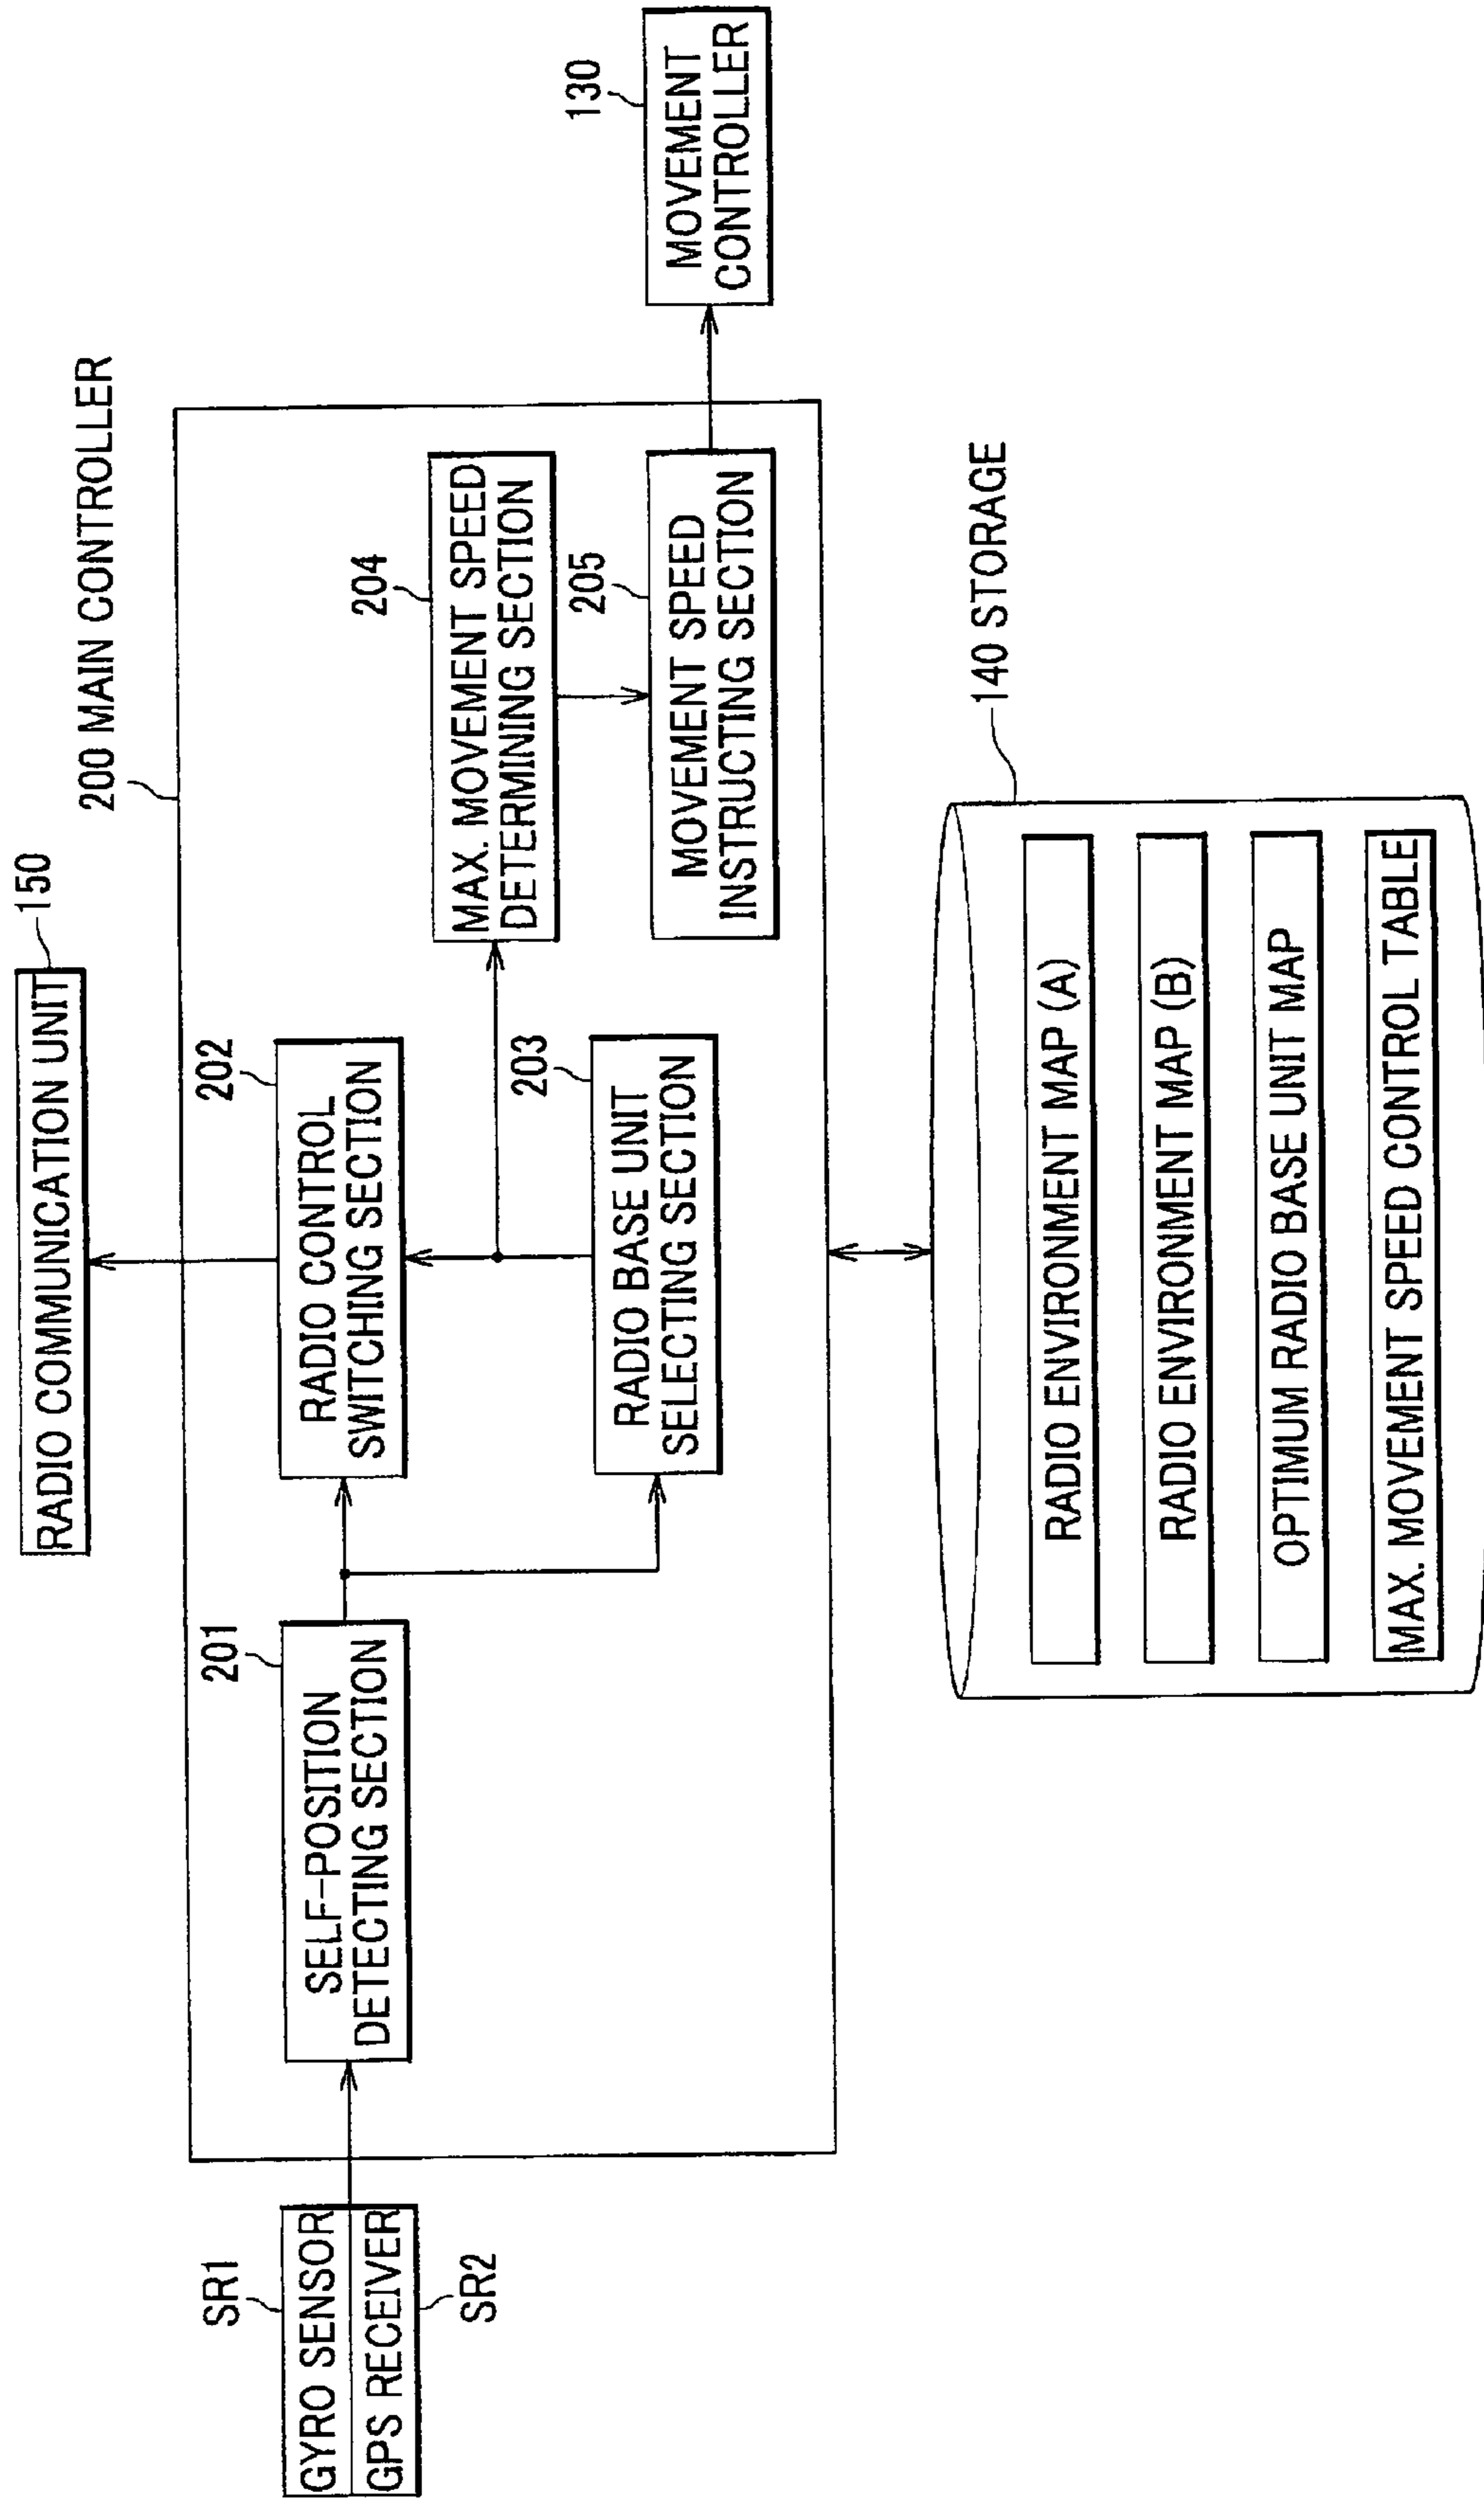 RADIO COMMUNICATION UNIT
150
200 MAIN CONTROLLER
SR1
GYRO SENSOR
GPS RECEIVER
SR2
201
SELF-POSITION
DETECTING SECTION
202
RADIO CONTROL
SWITCHING SECTION
203
RADIO BASE UNIT
SELECTING SECTION
204
MAX. MOVEMENT SPEED
DETERMINING SECTION
205
MOVEMENT SPEED
INSTRUCTING SECTION
130
MOVEMENT
CONTROLLER
140 STORAGE
RADIO ENVIRONMENT MAP (A)
RADIO ENVIRONMENT MAP (B)
OPTIMUM RADIO BASE UNIT MAP
MAX. MOVEMENT SPEED CONTROL TABLE